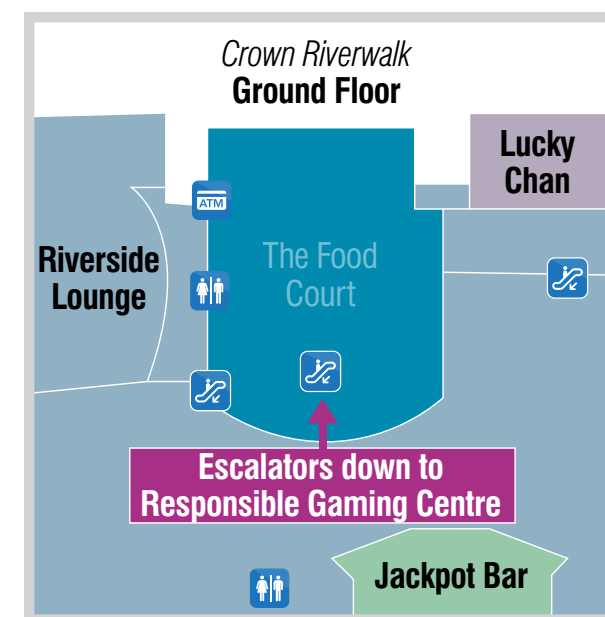 Crown Riverwalk
Ground Floor
Lucky
Chan
ATM
The Food
Court
Riverside
Lounge
Escalators down to
Responsible Gaming Centre
Jackpot Bar